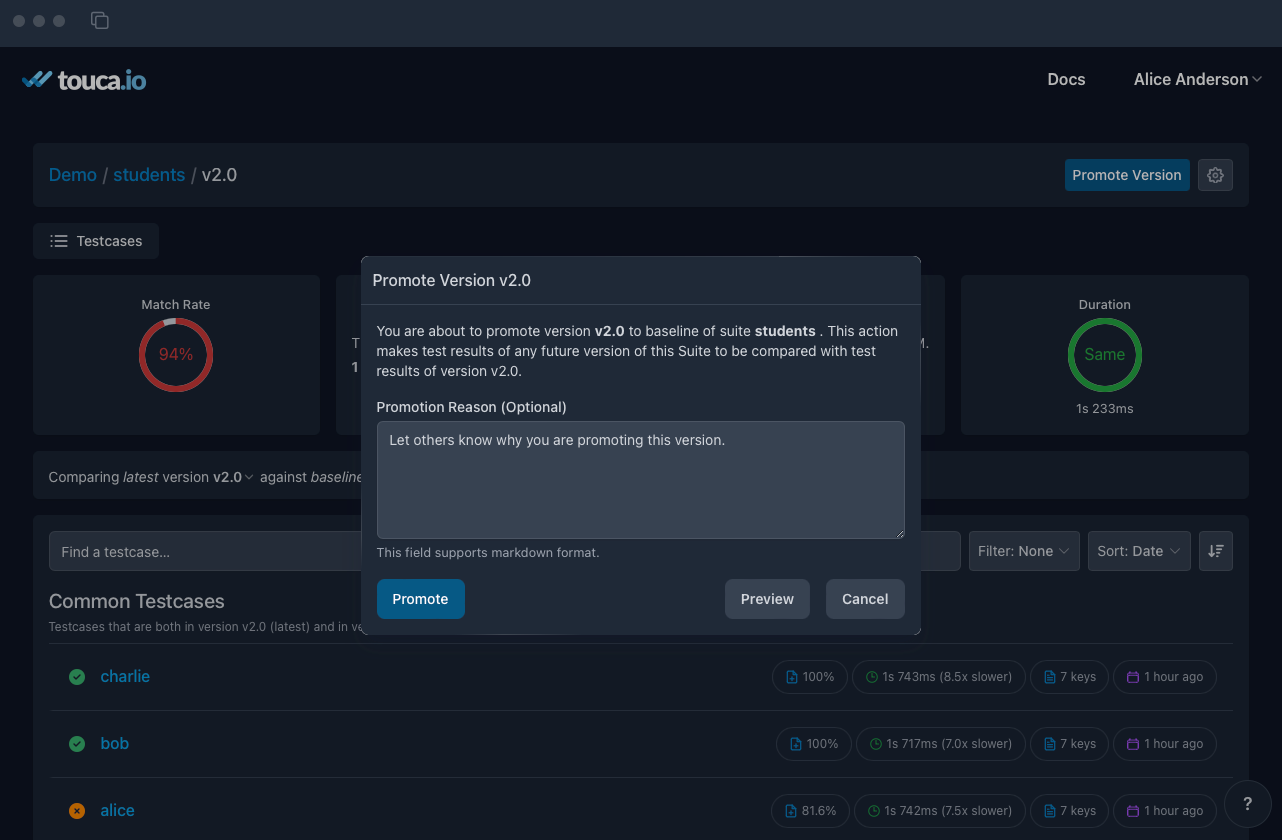 touca.io
Docs
Alice Anderson
Demo / students / v2.0
Promote Version
Testcases
Match Rate
94%
Duration
Same
1s 233ms
Promote Version v2.0
You are about to promote version v2.0 to baseline of suite students . This action
makes test results of any future version of this Suite to be compared with test
results of version v2.0.
Promotion Reason (Optional)
Let others know why you are promoting this version.
This field supports markdown format.
Promote
Preview
Cancel
Comparing latest version v2.0 against baseline
Find a testcase...
Filter: None
Sort: Date
Common Testcases
Testcases that are both in version v2.0 (latest) and in
charlie
100%
1s 743ms (8.5x slower)
7 keys
1 hour ago
bob
100%
1s 717ms (7.0x slower)
7 keys
1 hour ago
alice
81.6%
1s 742ms (7.5x slower)
7 keys
1 hour ago
?